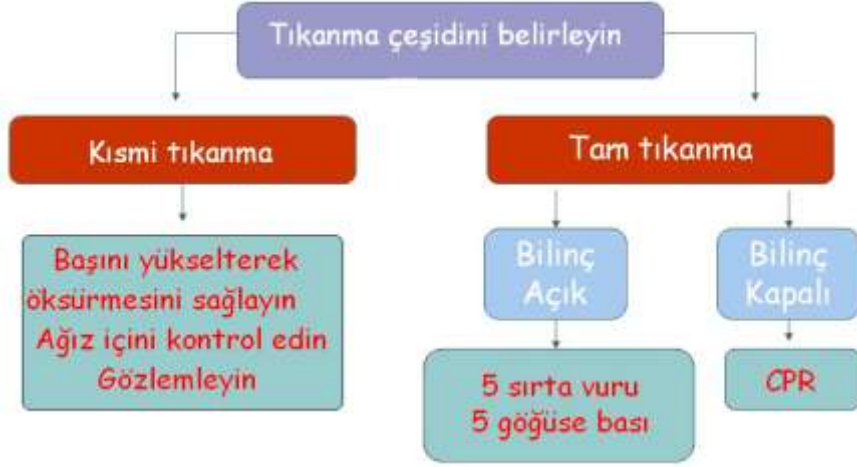 Tıkanma çeşidini belirleyin
Kısmi tıkanma
Başını yükselterek
öksürmesini sağlayın
Ağız içini kontrol edin
Gözlemleyin
Tam tıkanma
Bilinç
Açık
5 sırta vuru
5 göğüse bası
Bilinç
Kapalı
CPR